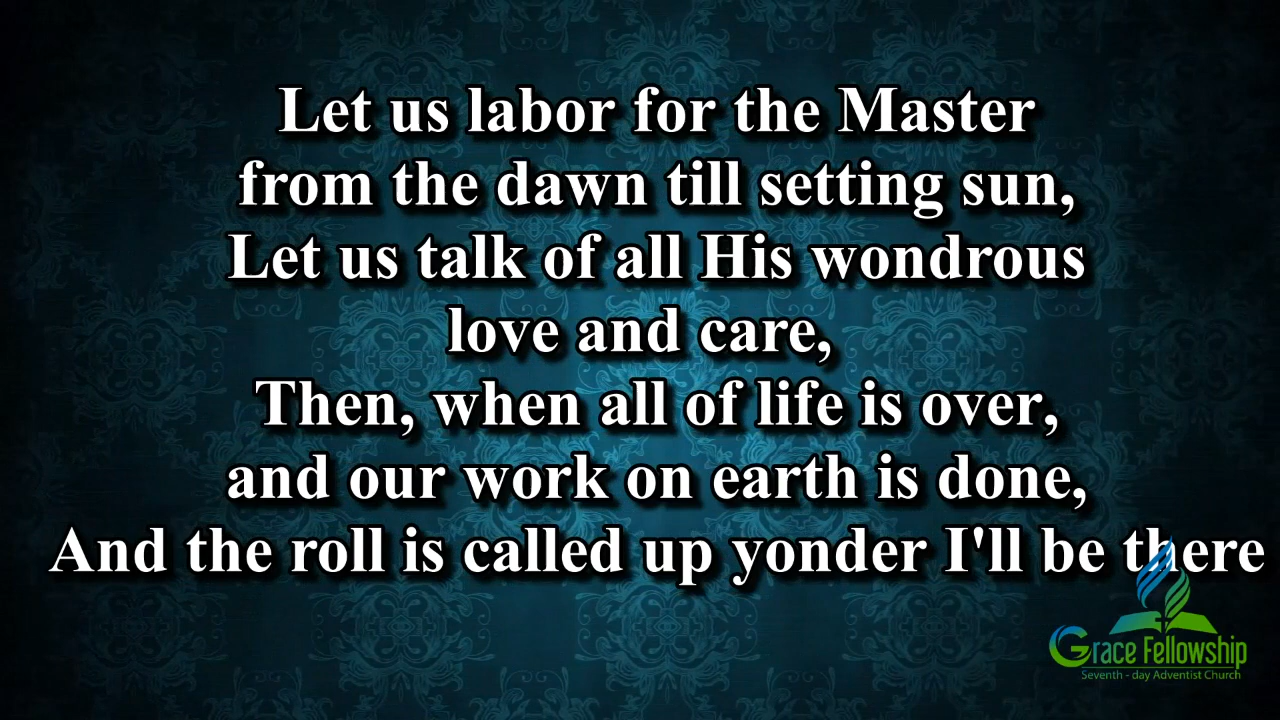 Let us labor for the Master
from the dawn till setting sun,
Let us talk of all His wondrous
love and care,
Then, when all of life is over,
and our work on earth is done,
And the roll is called up yonder I'll be there
Grace Fellowship
Seventh - day Adventist Church